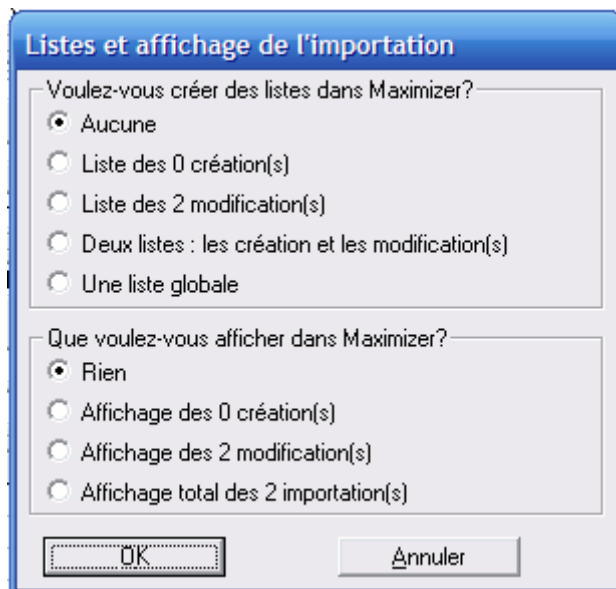 Listes et affichage de l'importation
Voulez-vous créer des listes dans Maximizer?
Aucune
Liste des 0 création(s)
Liste des 2 modification(s)
Deux listes : les création et les modification(s)
Une liste globale
Que voulez-vous afficher dans Maximizer?
Rien
Affichage des 0 création(s)
Affichage des 2 modification(s)
Affichage total des 2 importation(s)
OK
Annuler